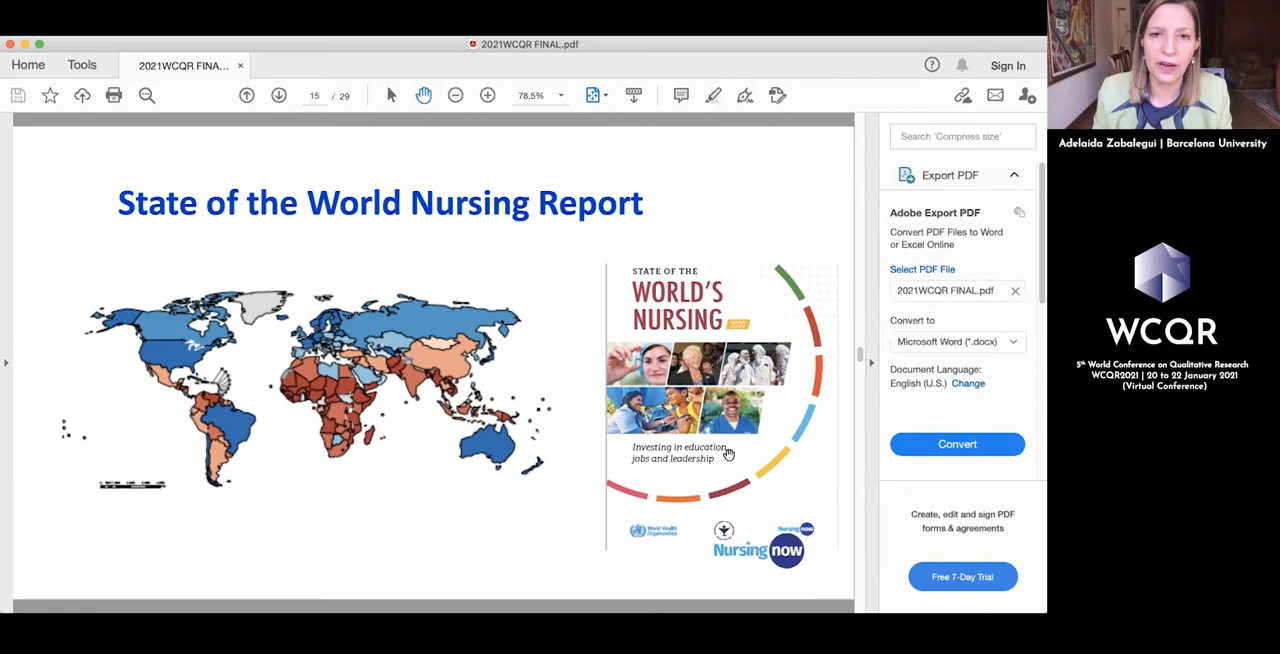 2021WCQR FINAL.pdf
Home
Tools
2021WCQR FINA... ×
Sign In
15 / 29
78,5%
State of the World Nursing Report
STATE OF THE
WORLD'S
NURSING 2020
Investing in education,
jobs and leadership
World Health
Organization
Nursing now
Nursing now
Search 'Compress size'
Export PDF
Adobe Export PDF
Convert PDF Files to Word
or Excel Online
Select PDF File
2021WCQR FINAL.pdf
Convert to
Microsoft Word (*.docx)
Document Language:
English (U.S.) Change
Convert
Create, edit and sign PDF
forms & agreements
Free 7-Day Trial
Adelaida Zabalegui | Barcelona University
WCQR
5th World Conference on Qualitative Research
WCQR2021 | 20 to 22 January 2021
(Virtual Conference)